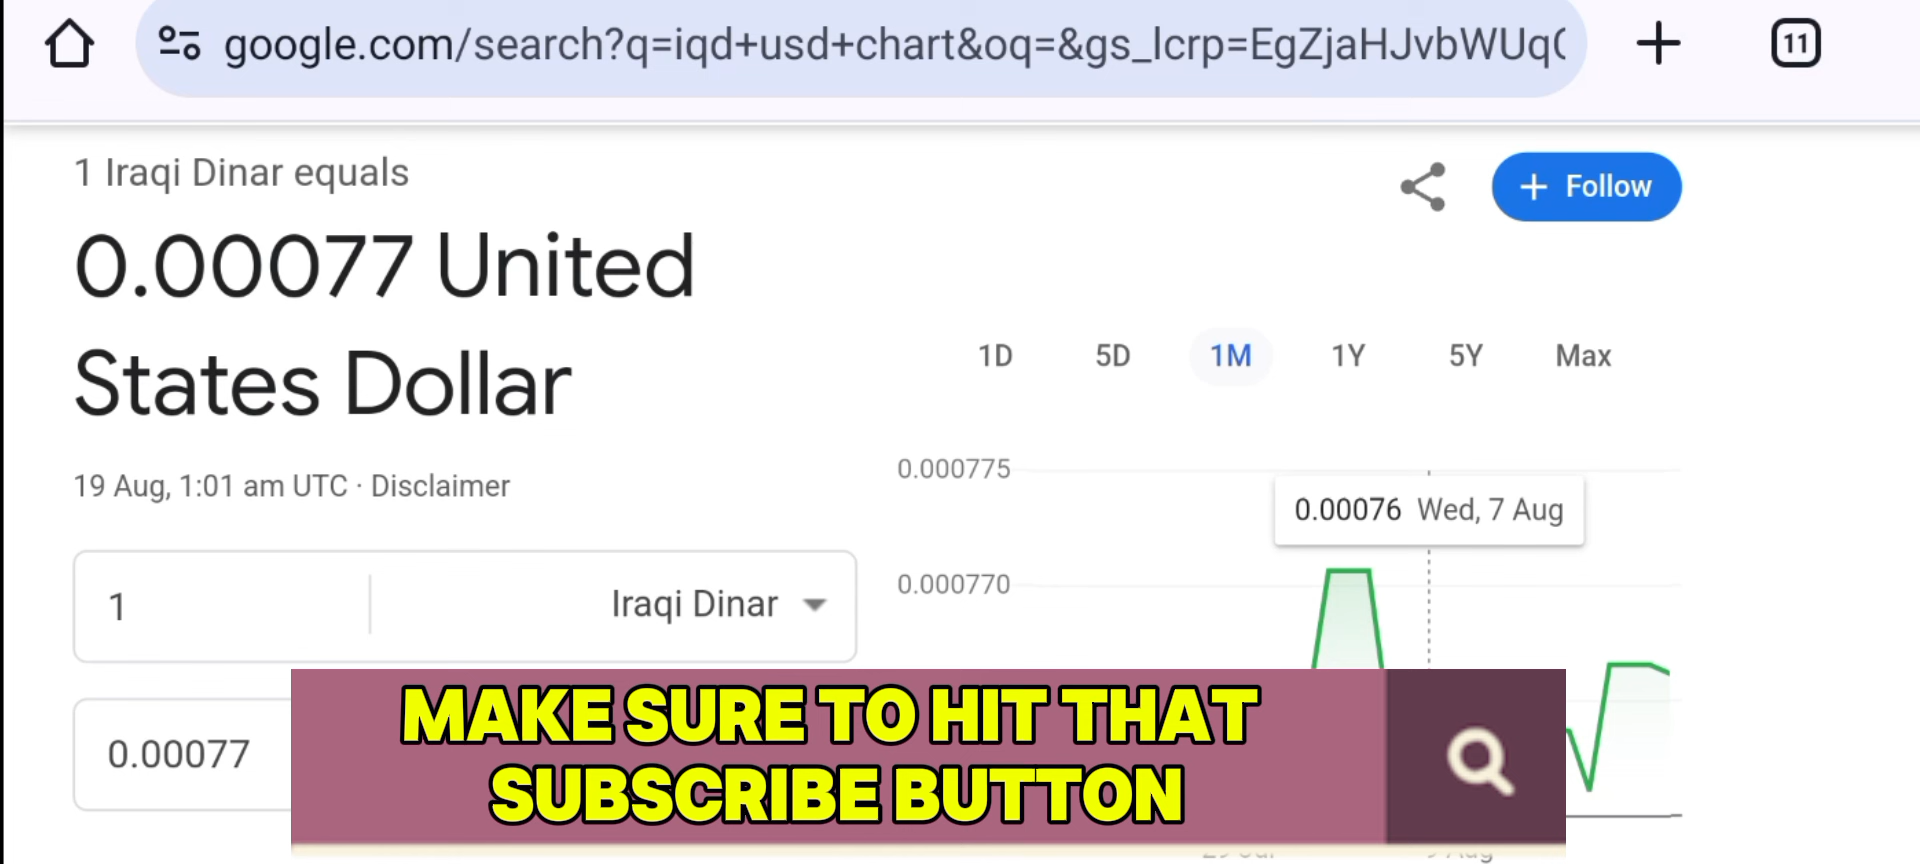 google.com/search?q=iqd+usd+chart&oq=&gs_lcrp=EgZjaHJvbWUqC
11
1 Iraqi Dinar equals
0.00077 United
States Dollar
19 Aug, 1:01 am UTC · Disclaimer
+ Follow
1D 5D 1M 1Y 5Y Max
0.000775
0.00076 Wed, 7 Aug
0.000770
1 Iraqi Dinar
0.00077
MAKE SURE TO HIT THAT
SUBSCRIBE BUTTON